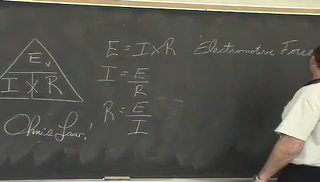 E = I x R "Electromotive Force
E v
I x R
I = E / R
R = E / I
Ohm's Law!